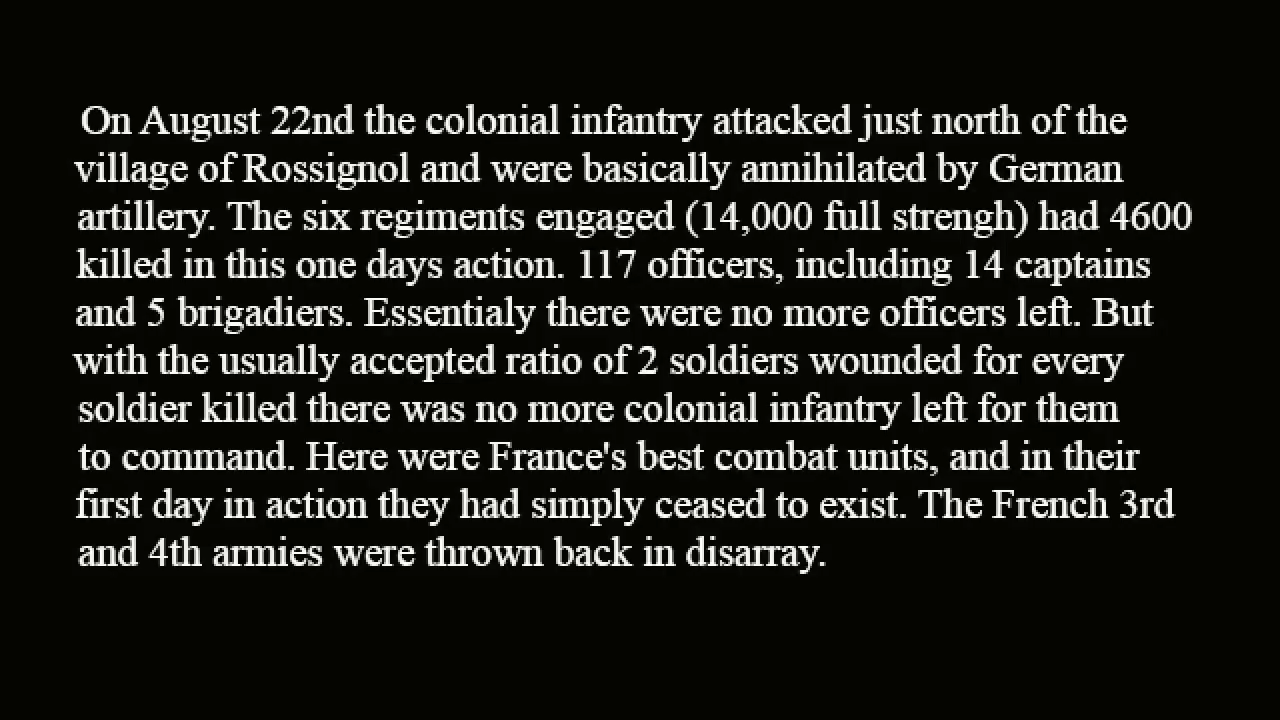 On August 22nd the colonial infantry attacked just north of the
village of Rossignol and were basically annihilated by German
artillery. The six regiments engaged (14,000 full strengh) had 4600
killed in this one days action. 117 officers, including 14 captains
and 5 brigadiers. Essentialy there were no more officers left. But
with the usually accepted ratio of 2 soldiers wounded for every
soldier killed there was no more colonial infantry left for them
to command. Here were France's best combat units, and in their
first day in action they had simply ceased to exist. The French 3rd
and 4th armies were thrown back in disarray.